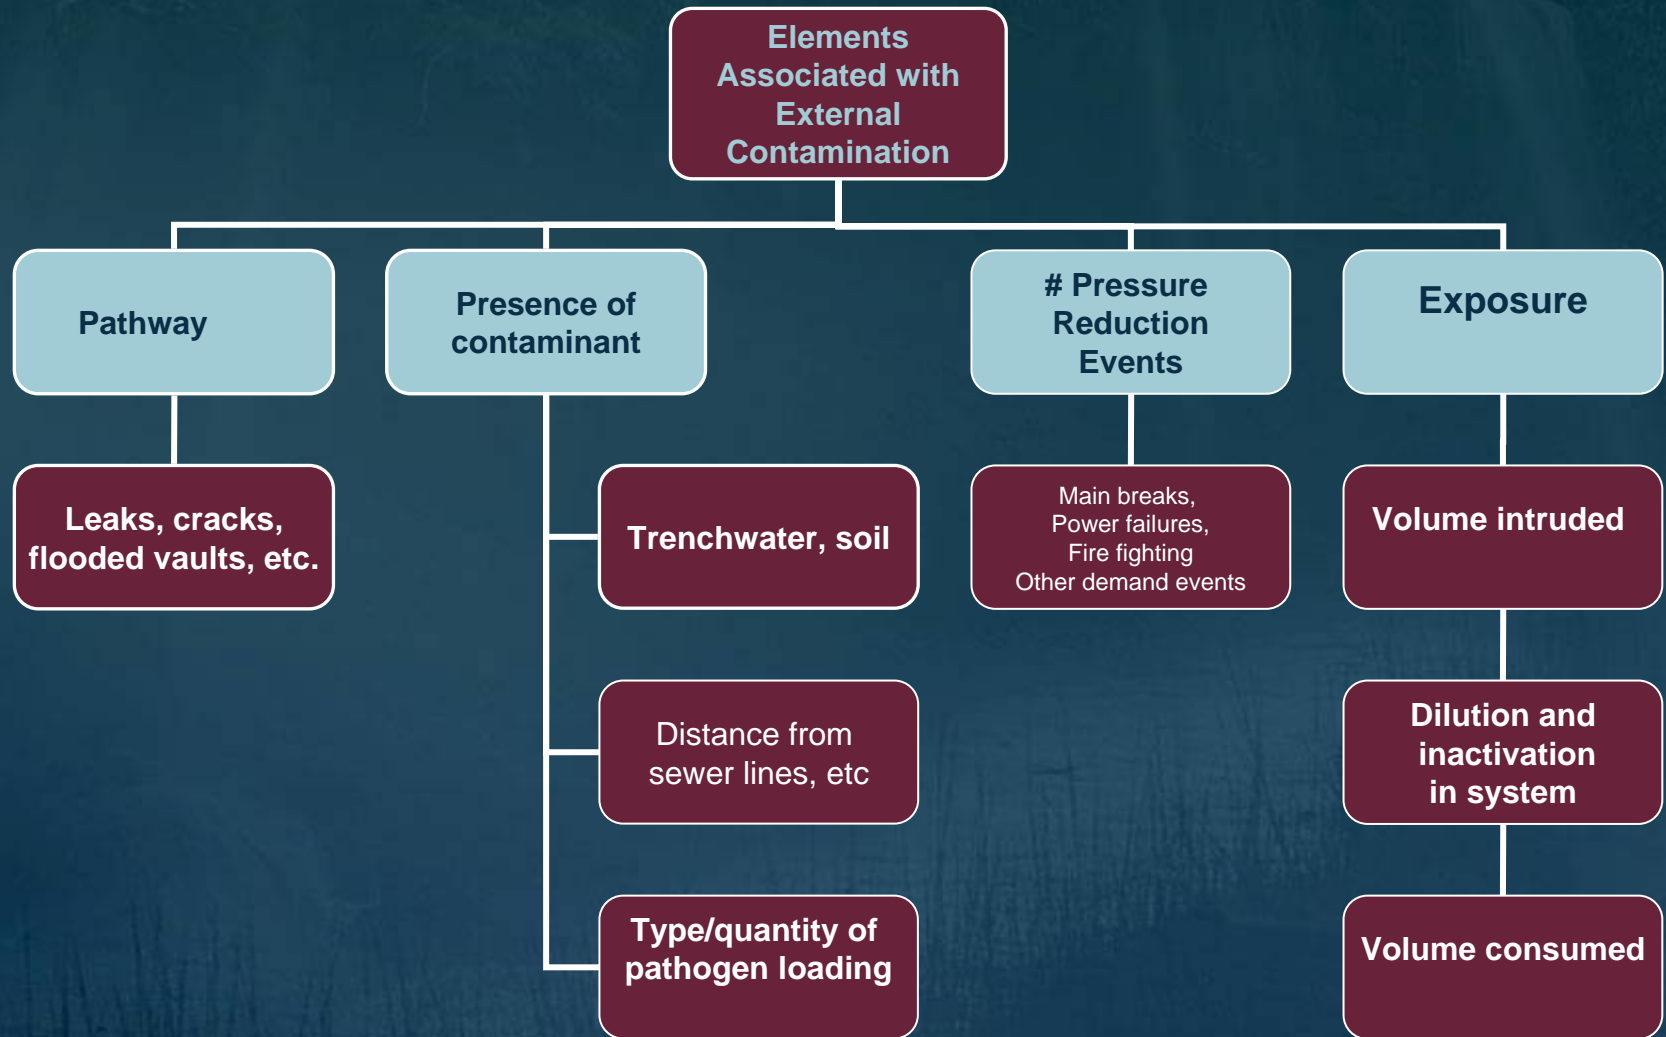 Elements
Associated with
External
Contamination
Pathway
Presence of
contaminant
# Pressure
Reduction
Events
Exposure
Leaks, cracks,
flooded vaults, etc.
Trenchwater, soil
Main breaks,
Power failures,
Fire fighting
Other demand events
Volume intruded
Distance from
sewer lines, etc
Dilution and
inactivation
in system
Type/quantity of
pathogen loading
Volume consumed